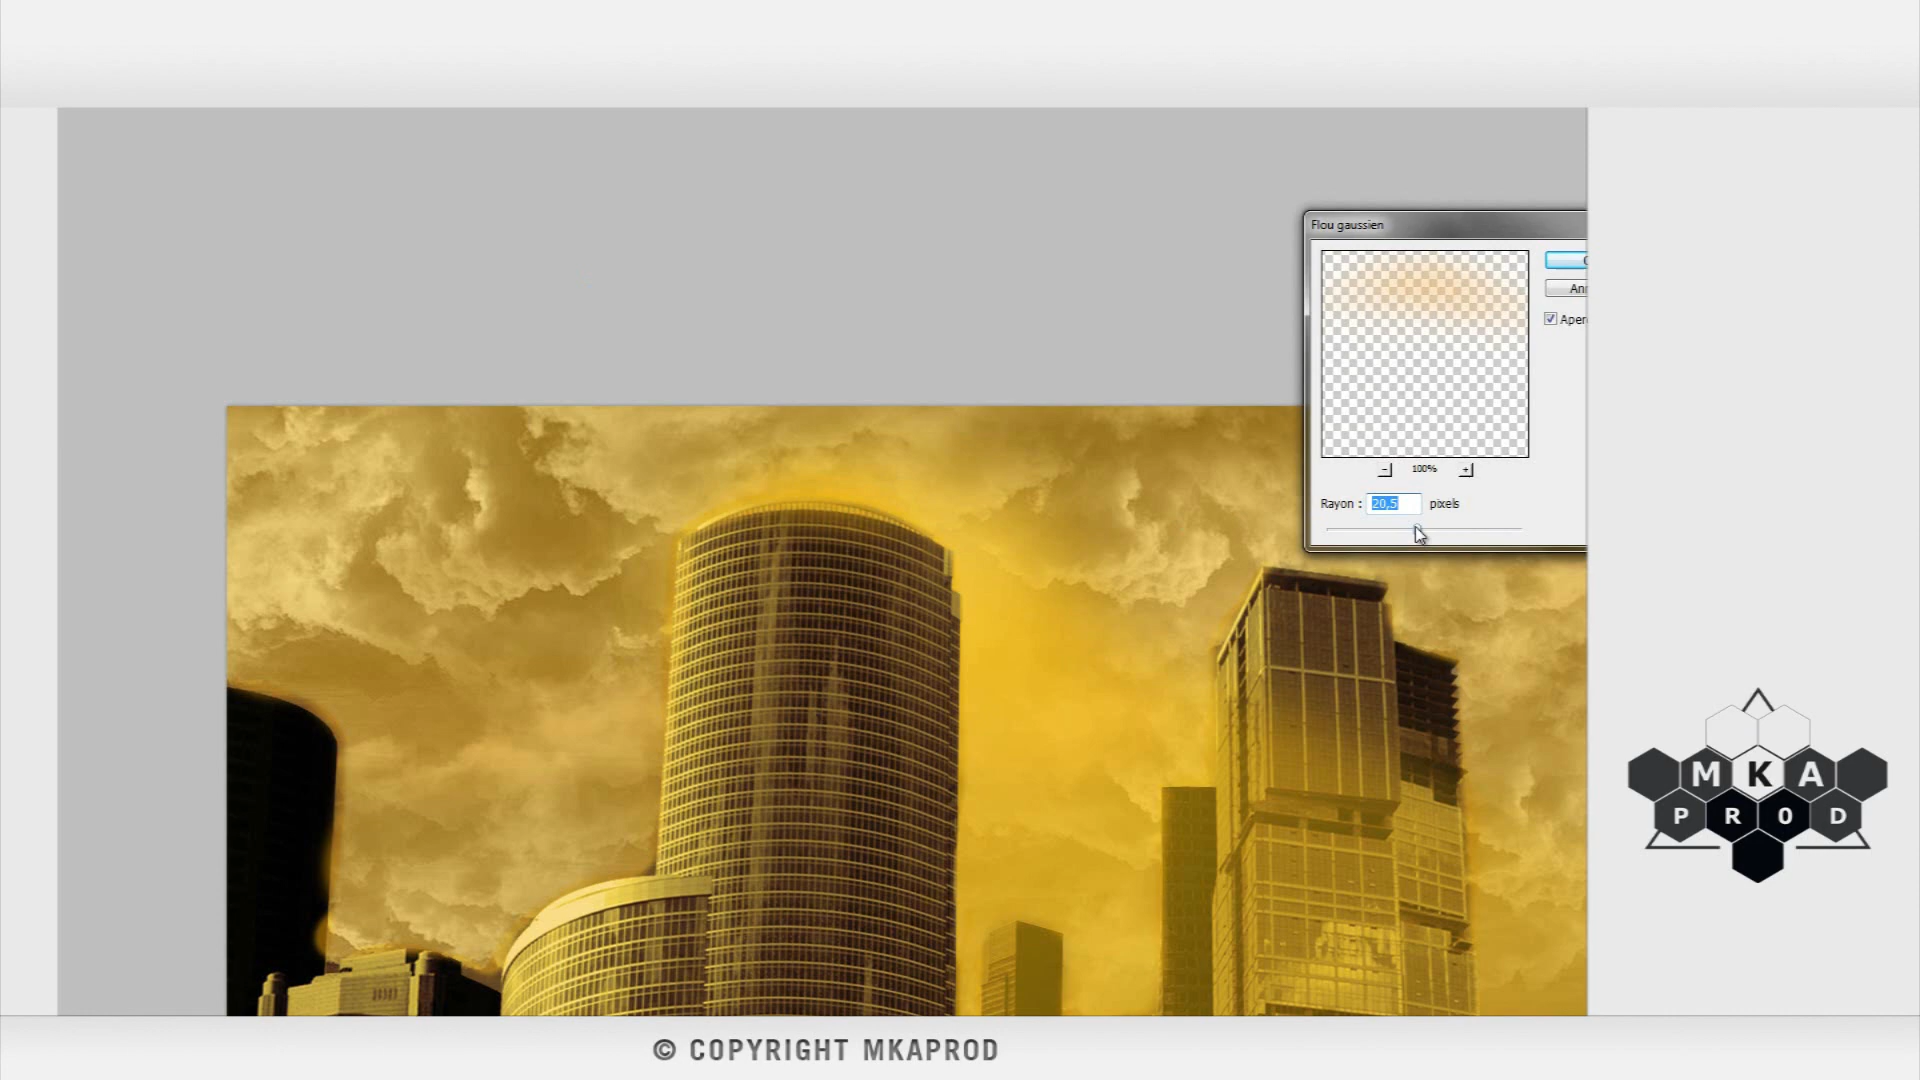 Flou gaussien
100%
Rayon : 20,5 pixels
M K A
P R O D
© COPYRIGHT MKAPROD